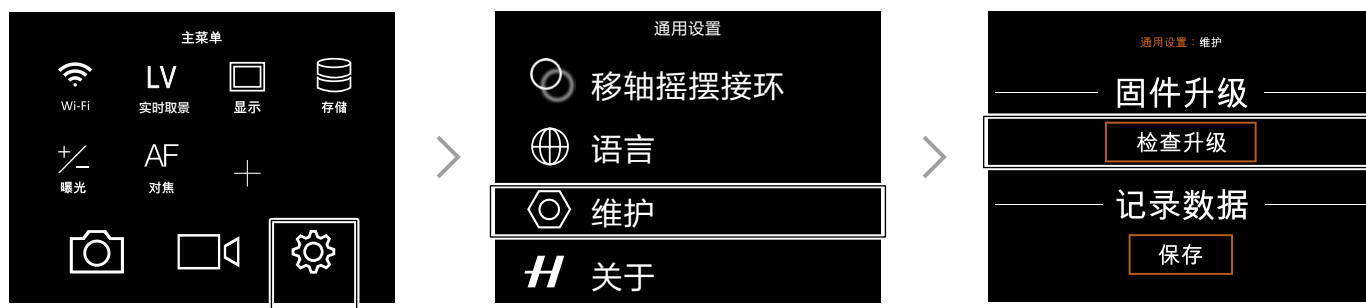 主菜单
Wi-Fi
LV
实时取景
显示
存储
曝光
AF
对焦
通用设置
移轴摇摆接环
语言
维护
H 关于
通用设置：维护
固件升级
检查升级
记录数据
保存